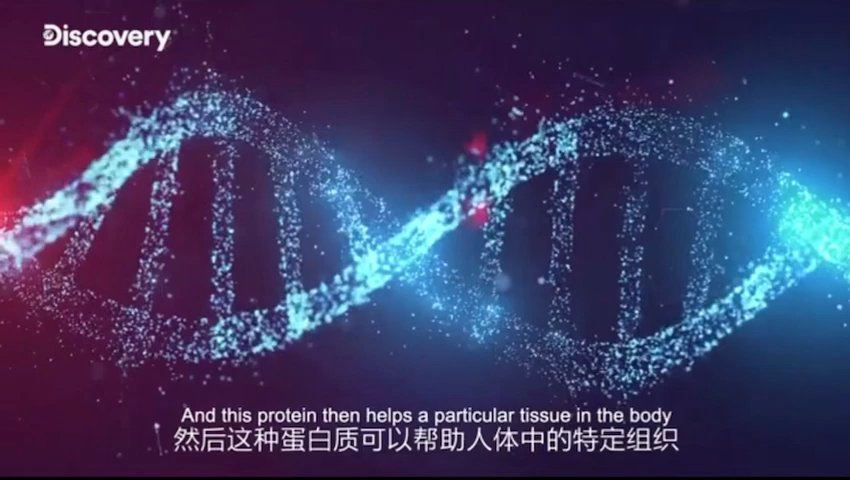 Discovery
And this protein then helps a particular tissue in the body
然后这种蛋白质可以帮助人体中的特定组织